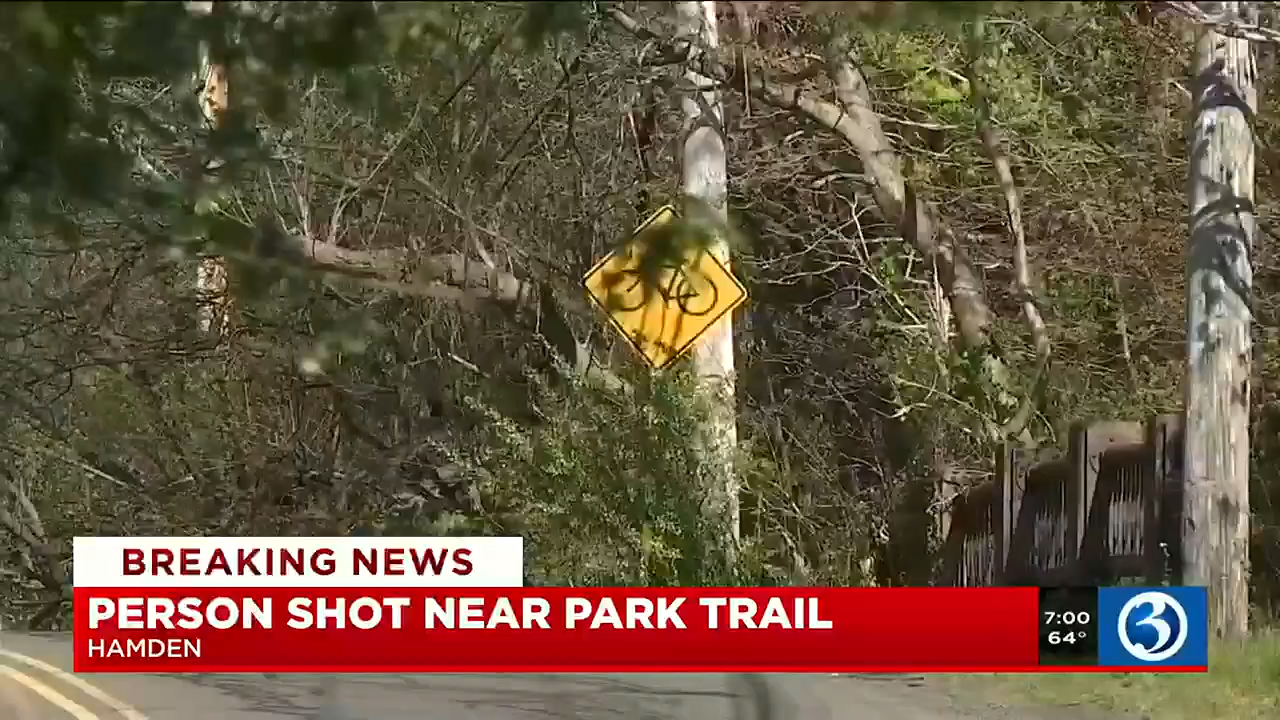 BREAKING NEWS
PERSON SHOT NEAR PARK TRAIL
HAMDEN
7:00
64°
3